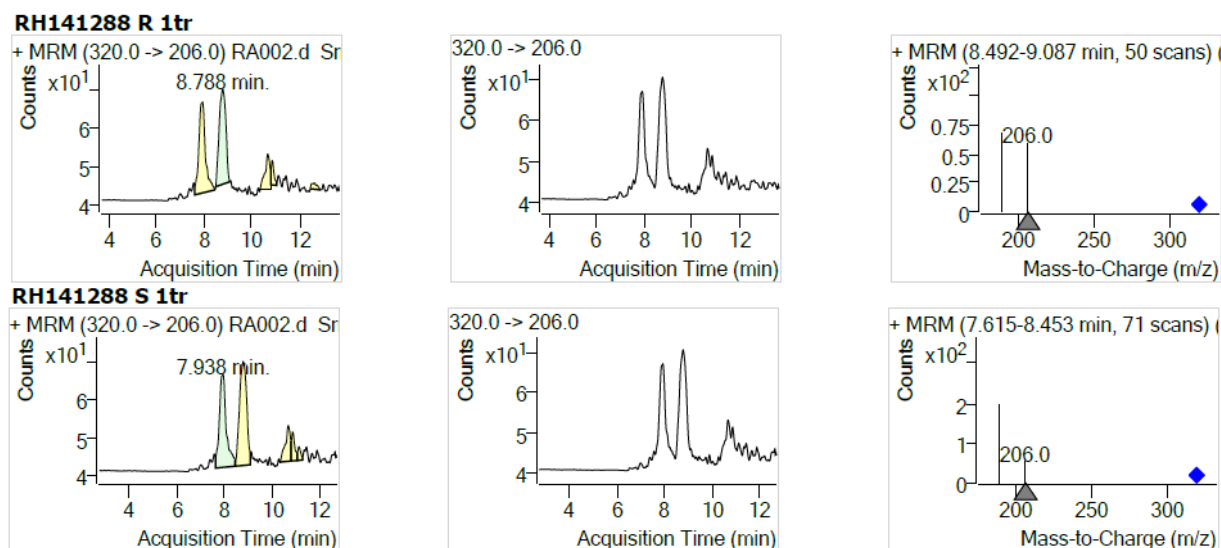 RH141288 R 1tr
+ MRM (320.0 -> 206.0) RA002.d
Counts
x10¹
8.788 min.
6
5
4
4 6 8 10 12
Acquisition Time (min)
320.0 -> 206.0
Counts
x10¹
6
5
4
4 6 8 10 12
Acquisition Time (min)
+ MRM (8.492-9.087 min, 50 scans) (
Counts
x10²
0.75
0.5
0.25
0
206.0
200 250 300
Mass-to-Charge (m/z)
RH141288 S 1tr
+ MRM (320.0 -> 206.0) RA002.d
Counts
x10¹
7.938 min.
6
5
4
4 6 8 10 12
Acquisition Time (min)
320.0 -> 206.0
Counts
x10¹
6
5
4
4 6 8 10 12
Acquisition Time (min)
+ MRM (7.615-8.453 min, 71 scans) (
Counts
x10²
2
1
0
206.0
200 250 300
Mass-to-Charge (m/z)